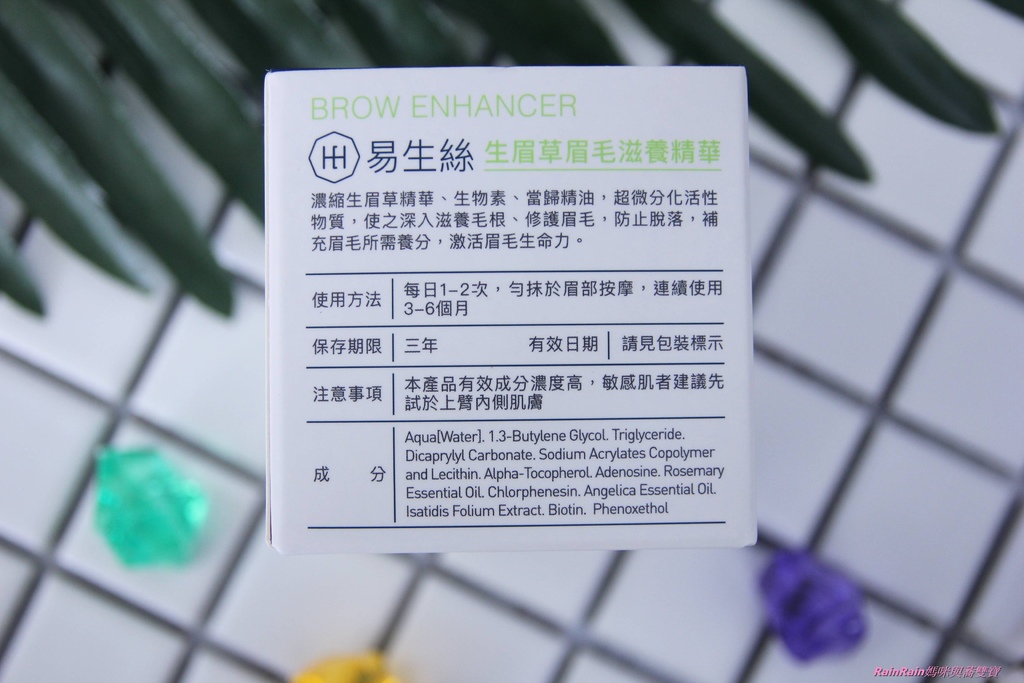 BROW ENHANCER
易生絲 生眉草眉毛滋養精華
濃縮生眉草精華、生物素、當歸精油，超微分化活性
物質，使之深入滋養毛根、修護眉毛，防止脫落，補
充眉毛所需養分，激活眉毛生命力。
使用方法 每日1-2次，勻抹於眉部按摩，連續使用
3-6個月
保存期限 三年 有效日期 請見包裝標示
注意事項 本產品有效成分濃度高，敏感肌者建議先
試於上臂內側肌膚
成分 Aqua(Water). 1.3-Butylene Glycol. Triglyceride.
Dicaprylyl Carbonate. Sodium Acrylates Copolymer
and Lecithin. Alpha-Tocopherol. Adenosine. Rosemary
Essential Oil. Chlorphenesin. Angelica Essential Oil.
Isatidis Folium Extract. Biotin. Phenoxethol
RainRain媽咪與蕾雙寶